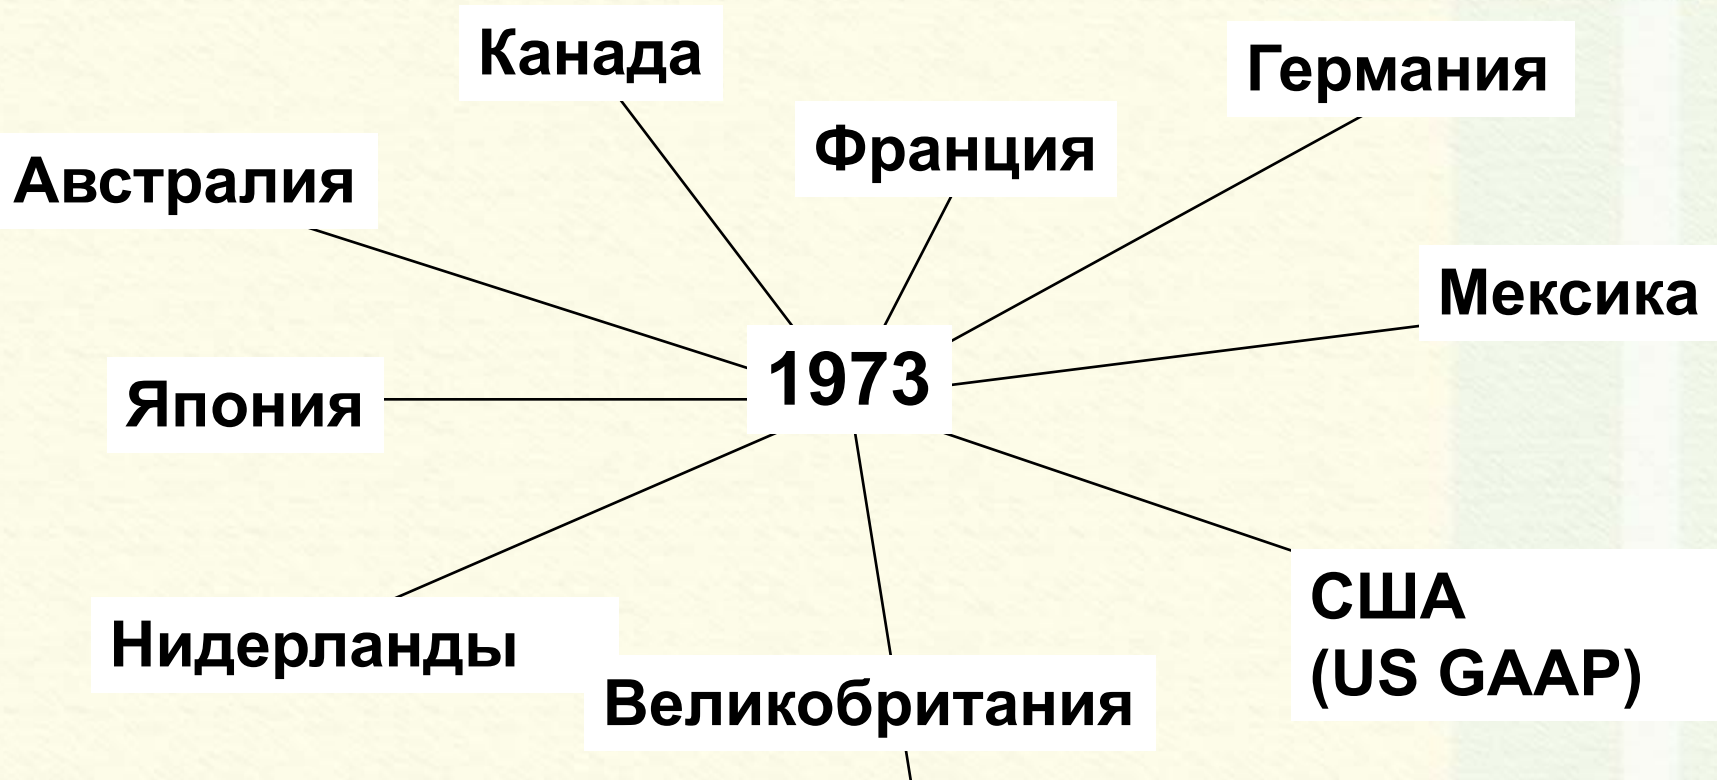 Канада
Германия
Франция
Австралия
Мексика
1973
Япония
США
(US GAAP)
Нидерланды
Великобритания